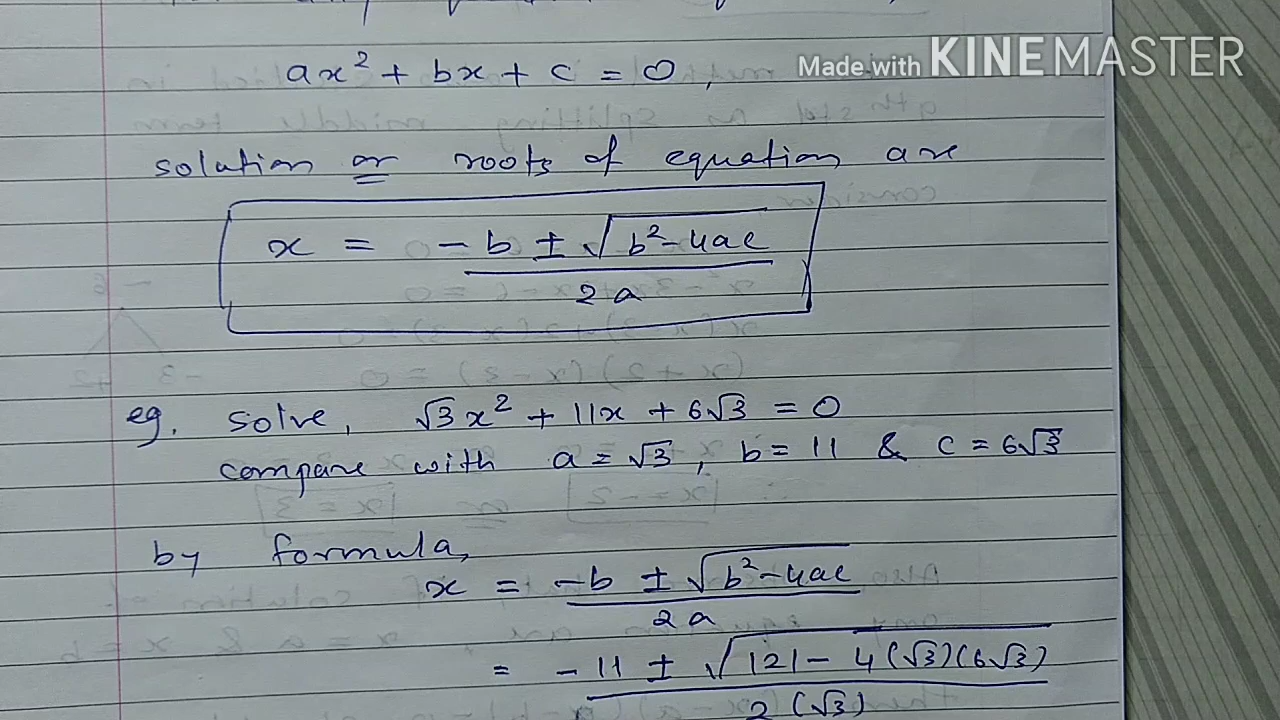 ax² + bx + c = 0,
Made with KINEMASTER
solution or roots of equation are
x = -b ± √b²-4ac
2a
eg. solve, √3x² + 11x + 6√3 = 0
compare with a = √3, b = 11 & c = 6√3
by formula,
x = -b ± √b²-4ac
2a
= -11 ± √121 - 4(√3)(6√3)
2(√3)